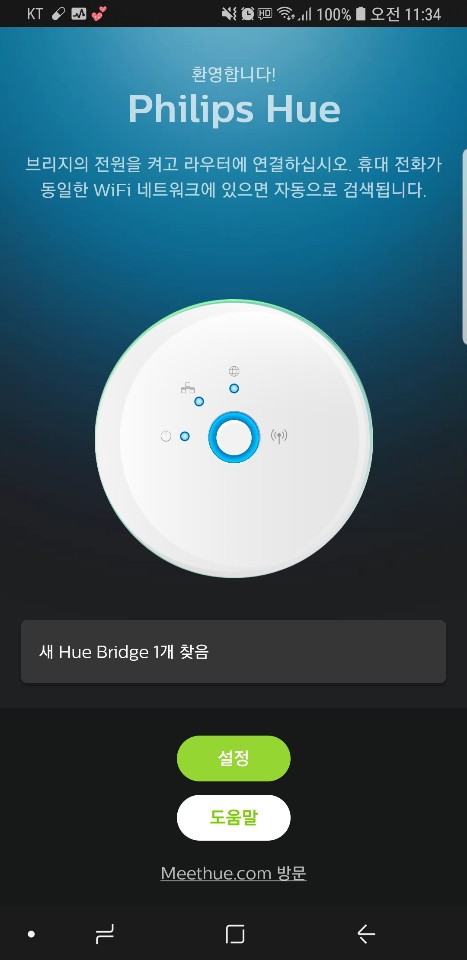 KT HD 100% 오전 11:34
환영합니다!
Philips Hue
브리지의 전원을 켜고 라우터에 연결하십시오. 휴대 전화가
동일한 WiFi 네트워크에 있으면 자동으로 검색됩니다.
새 Hue Bridge 1개 찾음
설정
도움말
Meethue.com 방문